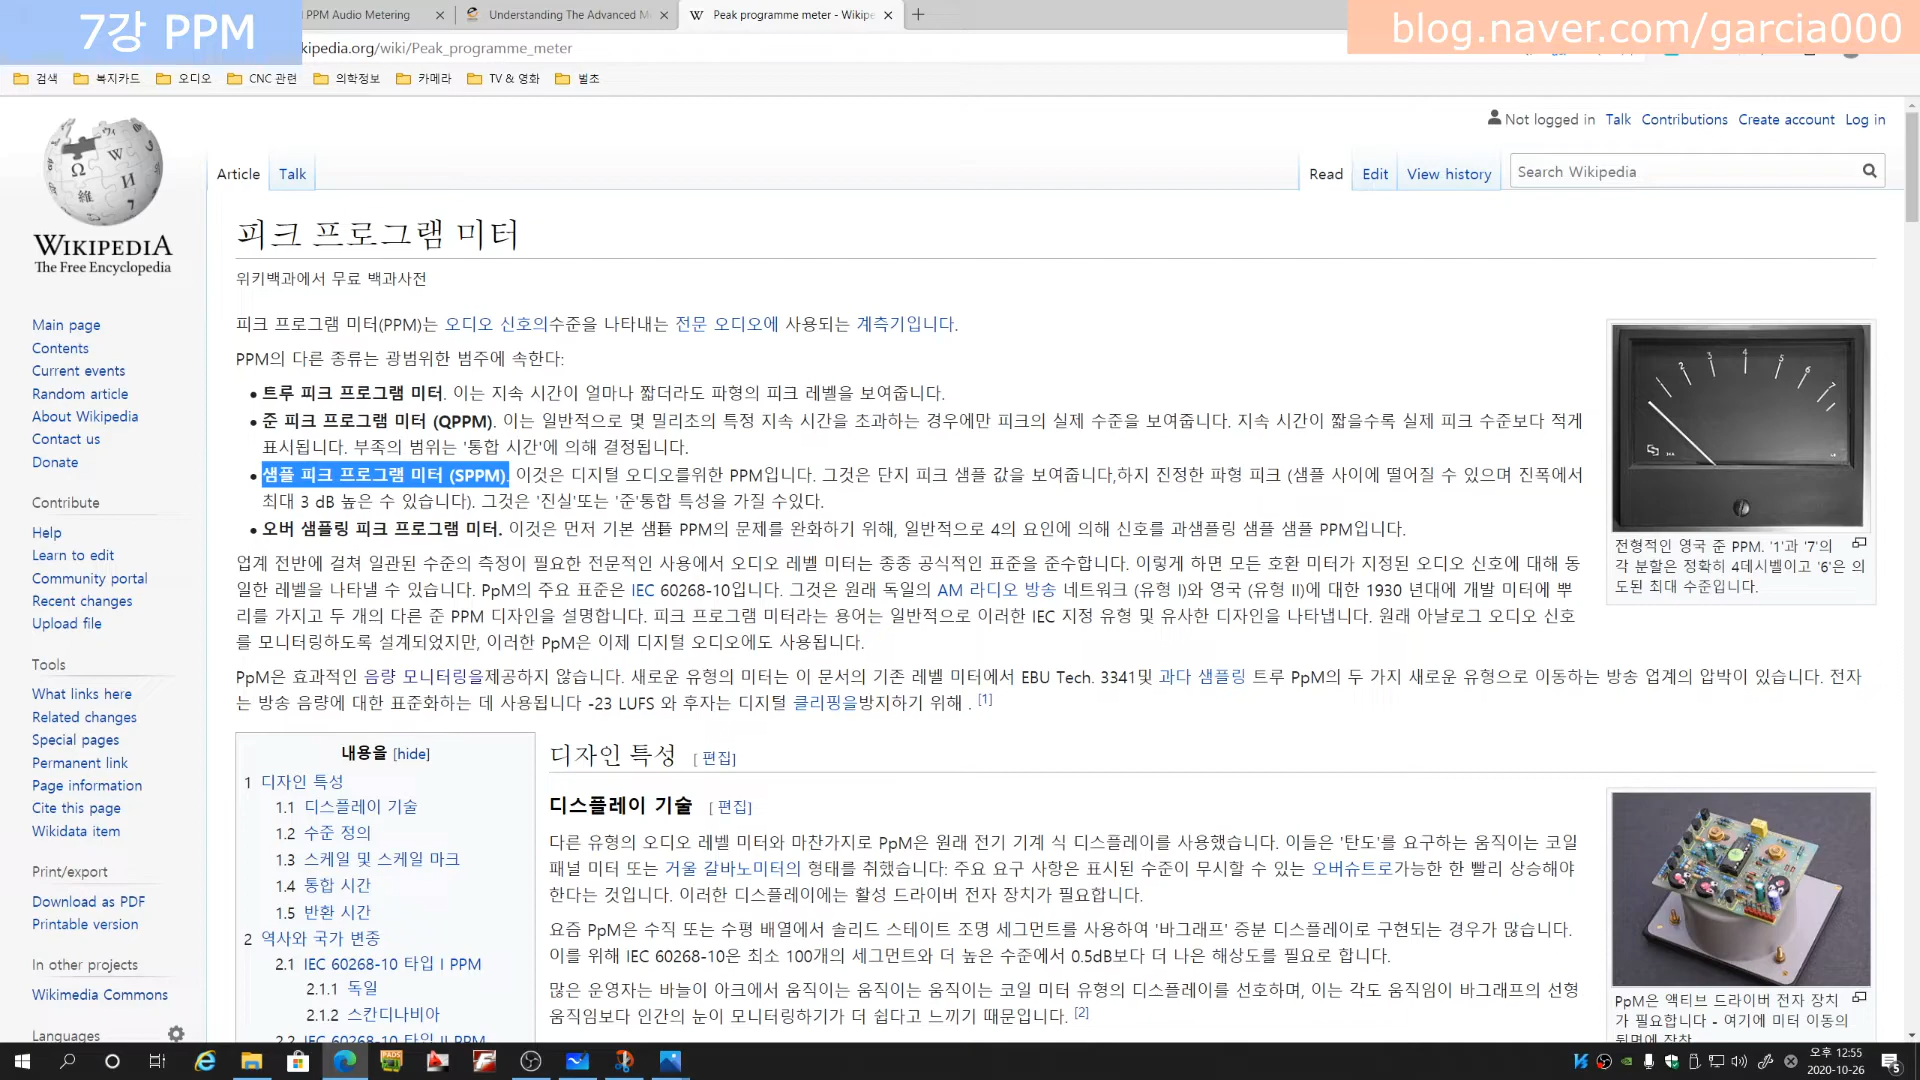 7강 PPM
blog.naver.com/garcia000
PPM Audio Metering
Understanding The Advanced M
Peak programme meter - Wikipe
kipedia.org/wiki/Peak_programme_meter
검색
복지카드
오디오
CNC 관련
의학정보
카메라
TV & 영화
벌초
Not logged in Talk Contributions Create account Log in
Article Talk
Read Edit View history
Search Wikipedia
WIKIPEDIA
The Free Encyclopedia
Main page
Contents
Current events
Random article
About Wikipedia
Contact us
Donate
Contribute
Help
Learn to edit
Community portal
Recent changes
Upload file
Tools
What links here
Related changes
Special pages
Permanent link
Page information
Cite this page
Wikidata item
Print/export
Download as PDF
Printable version
In other projects
Wikimedia Commons
Languages
피크 프로그램 미터
위키백과에서 무료 백과사전
피크 프로그램 미터(PPM)는 오디오 신호의수준을 나타내는 전문 오디오에 사용되는 계측기입니다.
PPM의 다른 종류는 광범위한 범주에 속한다:
• 트루 피크 프로그램 미터. 이는 지속 시간이 얼마나 짧더라도 파형의 피크 레벨을 보여줍니다.
• 준 피크 프로그램 미터 (QPPM). 이는 일반적으로 몇 밀리초의 특정 지속 시간을 초과하는 경우에만 피크의 실제 수준을 보여줍니다. 지속 시간이 짧을수록 실제 피크 수준보다 적게
표시됩니다. 부족의 범위는 '통합 시간'에 의해 결정됩니다.
• 샘플 피크 프로그램 미터 (SPPM). 이것은 디지털 오디오를위한 PPM입니다. 그것은 단지 피크 샘플 값을 보여줍니다,하지 진정한 파형 피크 (샘플 사이에 떨어질 수 있으며 진폭에서
최대 3 dB 높은 수 있습니다). 그것은 '진실'또는 '준'통합 특성을 가질 수있다.
• 오버 샘플링 피크 프로그램 미터. 이것은 먼저 기본 샘플 PPM의 문제를 완화하기 위해, 일반적으로 4의 요인에 의해 신호를 과샘플링 샘플 샘플 PPM입니다.
업계 전반에 걸쳐 일관된 수준의 측정이 필요한 전문적인 사용에서 오디오 레벨 미터는 종종 공식적인 표준을 준수합니다. 이렇게 하면 모든 호환 미터가 지정된 오디오 신호에 대해 동
일한 레벨을 나타낼 수 있습니다. PpM의 주요 표준은 IEC 60268-10입니다. 그것은 원래 독일의 AM 라디오 방송 네트워크 (유형 I)와 영국 (유형 II)에 대한 1930 년대에 개발 미터에 뿌
리를 가지고 두 개의 다른 준 PPM 디자인을 설명합니다. 피크 프로그램 미터라는 용어는 일반적으로 이러한 IEC 지정 유형 및 유사한 디자인을 나타냅니다. 원래 아날로그 오디오 신호
를 모니터링하도록 설계되었지만, 이러한 PpM은 이제 디지털 오디오에도 사용됩니다.
PpM은 효과적인 음량 모니터링을제공하지 않습니다. 새로운 유형의 미터는 이 문서의 기존 레벨 미터에서 EBU Tech. 3341및 과다 샘플링 트루 PpM의 두 가지 새로운 유형으로 이동하는 방송 업계의 압박이 있습니다. 전자
는 방송 음량에 대한 표준화하는 데 사용됩니다 -23 LUFS 와 후자는 디지털 클리핑을방지하기 위해 . [1]
1 2 3 4 5 6 7
전형적인 영국 준 PPM. '1'과 '7'의
각 분할은 정확히 4데시벨이고 '6'은 의
도된 최대 수준입니다.
내용을 [hide]
1 디자인 특성
1.1 디스플레이 기술
1.2 수준 정의
1.3 스케일 및 스케일 마크
1.4 통합 시간
1.5 반환 시간
2 역사와 국가 변종
2.1 IEC 60268-10 타입 I PPM
2.1.1 독일
2.1.2 스칸디나비아
2.2 IEC 60268-10 타입 II PPM
디자인 특성 [ 편집]
디스플레이 기술 [ 편집]
다른 유형의 오디오 레벨 미터와 마찬가지로 PpM은 원래 전기 기계 식 디스플레이를 사용했습니다. 이들은 '탄도'를 요구하는 움직이는 코일
패널 미터 또는 거울 갈바노미터의 형태를 취했습니다: 주요 요구 사항은 표시된 수준이 무시할 수 있는 오버슈트로가능한 한 빨리 상승해야
한다는 것입니다. 이러한 디스플레이에는 활성 드라이버 전자 장치가 필요합니다.
요즘 PpM은 수직 또는 수평 배열에서 솔리드 스테이트 조명 세그먼트를 사용하여 '바그래프' 증분 디스플레이로 구현되는 경우가 많습니다.
이를 위해 IEC 60268-10은 최소 100개의 세그먼트와 더 높은 수준에서 0.5dB보다 더 나은 해상도를 필요로 합니다.
많은 운영자는 바늘이 아크에서 움직이는 움직이는 움직이는 코일 미터 유형의 디스플레이를 선호하며, 이는 각도 움직임이 바그래프의 선형
움직임보다 인간의 눈이 모니터링하기가 더 쉽다고 느끼기 때문입니다. [2]
PpM은 액티브 드라이버 전자 장치
가 필요합니다 - 여기에 미터 이동의
뒤면에 장착
오후 12:55
2020-10-26
5